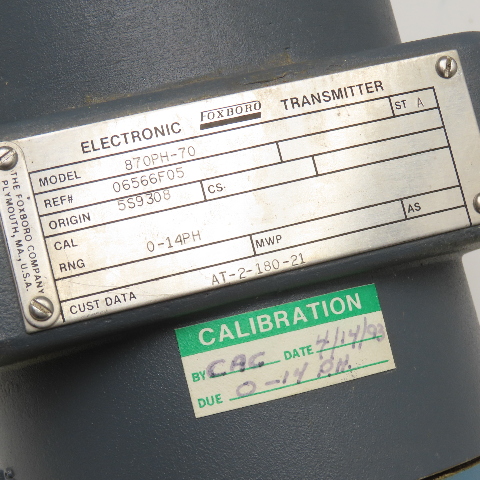 ELECTRONIC FOXBORO TRANSMITTER
MODEL 870PH-70 ST A
REF# 06566F05
ORIGIN 5S9308 CS.
CAL
RNG 0-14PH MWP AS
CUST DATA AT-2-180-21
THE FOXBORO COMPANY
PLYMOUTH, MA., U.S.A.
CALIBRATION
BY CAC DATE 4/14/93
DUE 0-14 P.H.